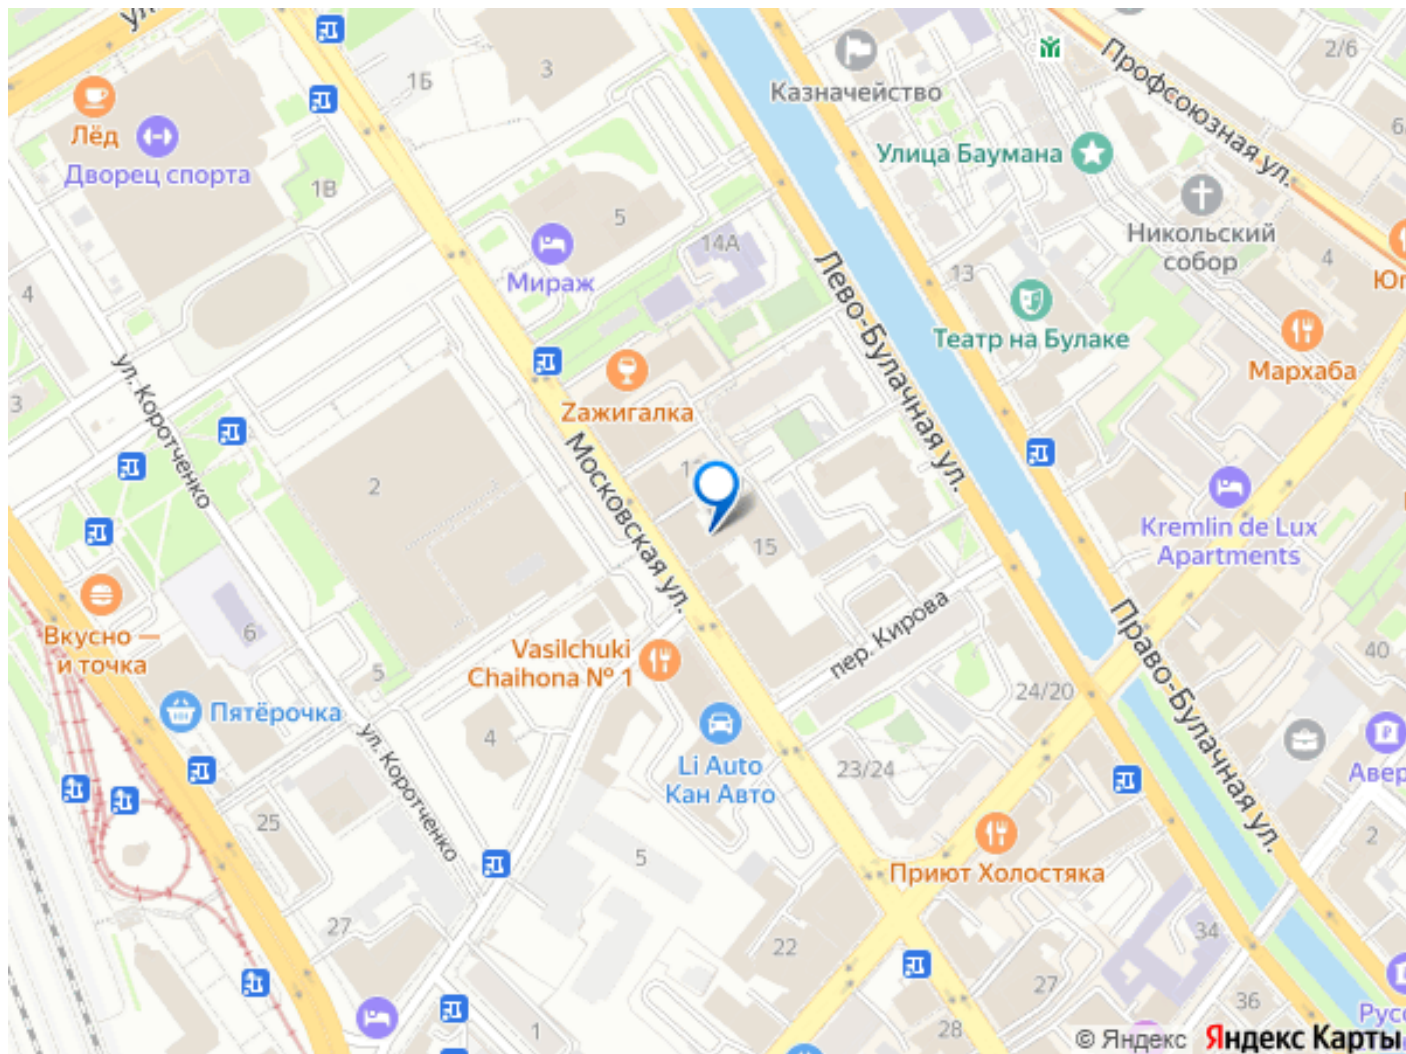 ул.
1Б
3
Казначейство
Профсоюзная ул.
2/6
Лёд
Дворец спорта
1В
Улица Баумана
Никольский
собор
5
14А
Мираж
4
13
4
Театр на Булаке
Мархаба
Лево-Булачная ул.
3
ул. Коротченко
Zажигалка
Московская ул.
2
15
Kremlin de Lux
Apartments
Вкусно —
и точка
6
5
Vasilchuki
Chaihona № 1
пер. Кирова
Право-Булачная ул.
40
24/20
Пятёрочка
4
Li Auto
Кан Авто
23/24
ул. Коротченко
25
5
2
Приют Холостяка
27
22
34
27
36
1
28
© Яндекс Яндекс Карты